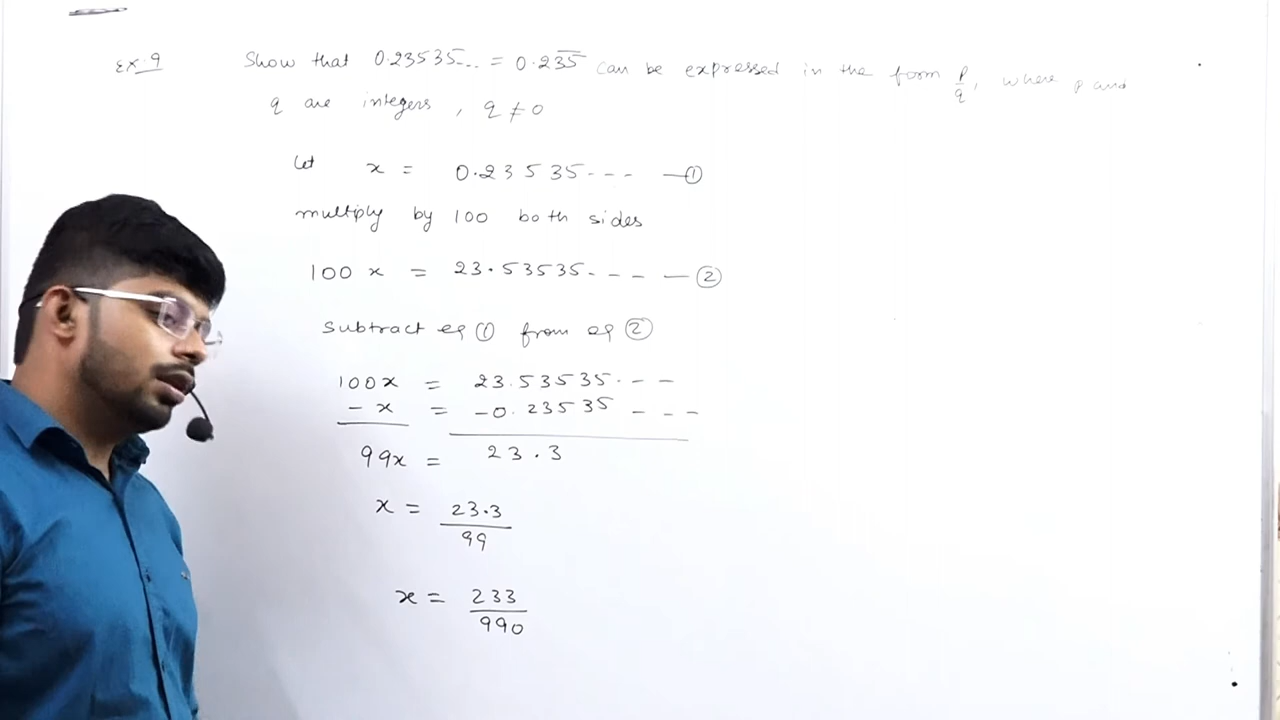 Ex. 9 Show that 0.23535... = 0.23̅5̅ can be expressed in the form p/q, where p and
q are integers, q ≠ 0
Let x = 0.23535--- —①
multiply by 100 both sides
100 x = 23.53535.--- —②
Subtract eq ① from eq ②
100x = 23.53535.--
- x = -0.23535 ---
99x = 23.3
x = 23.3/99
x = 233/990